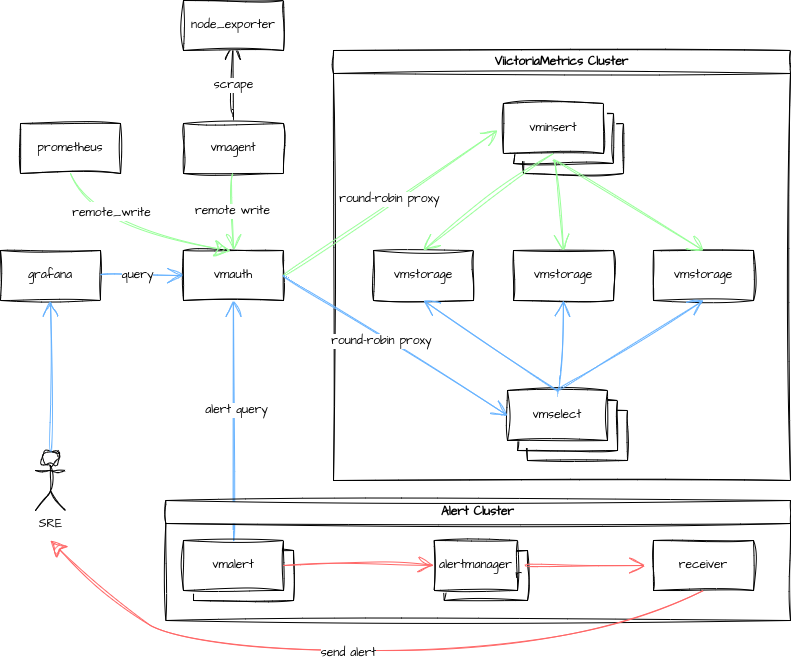 node_exporter
VictoriaMetrics Cluster
scrape
vminsert
prometheus
vmagent
round-robin proxy
remote_write
remote write
grafana
query
vmauth
vmstorage
vmstorage
vmstorage
round-robin proxy
alert query
vmselect
SRE
Alert Cluster
vmalert
alertmanager
receiver
send alert